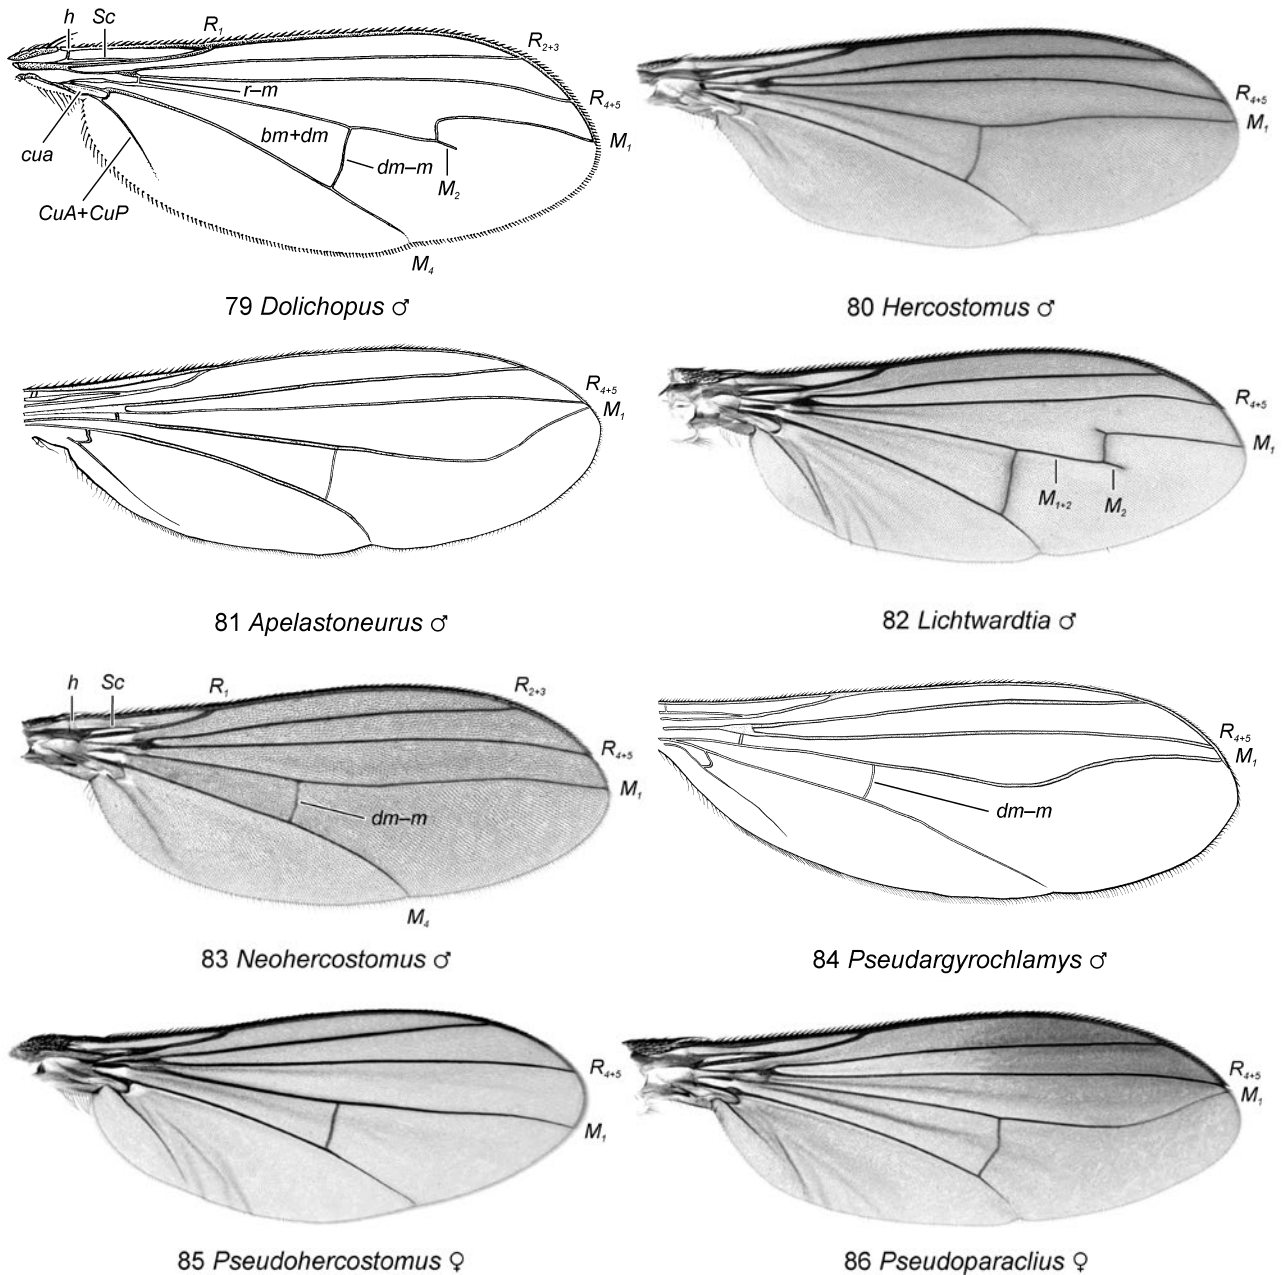 h Sc R1 R2+3
r–m R4+5
bm+dm M1
cua dm–m M2
CuA+CuP
M4
79 Dolichopus ♂
R4+5
M1
80 Hercostomus ♂
R4+5
M1
81 Apelastoneurus ♂
R4+5
M1
M1+2 M2
82 Lichtwardtia ♂
h Sc R1 R2+3
R4+5
M1
dm–m
M4
83 Neohercostomus ♂
R4+5
M1
dm–m
84 Pseudargyrochlamys ♂
R4+5
M1
85 Pseudohercostomus ♀
R4+5
M1
86 Pseudoparaclius ♀